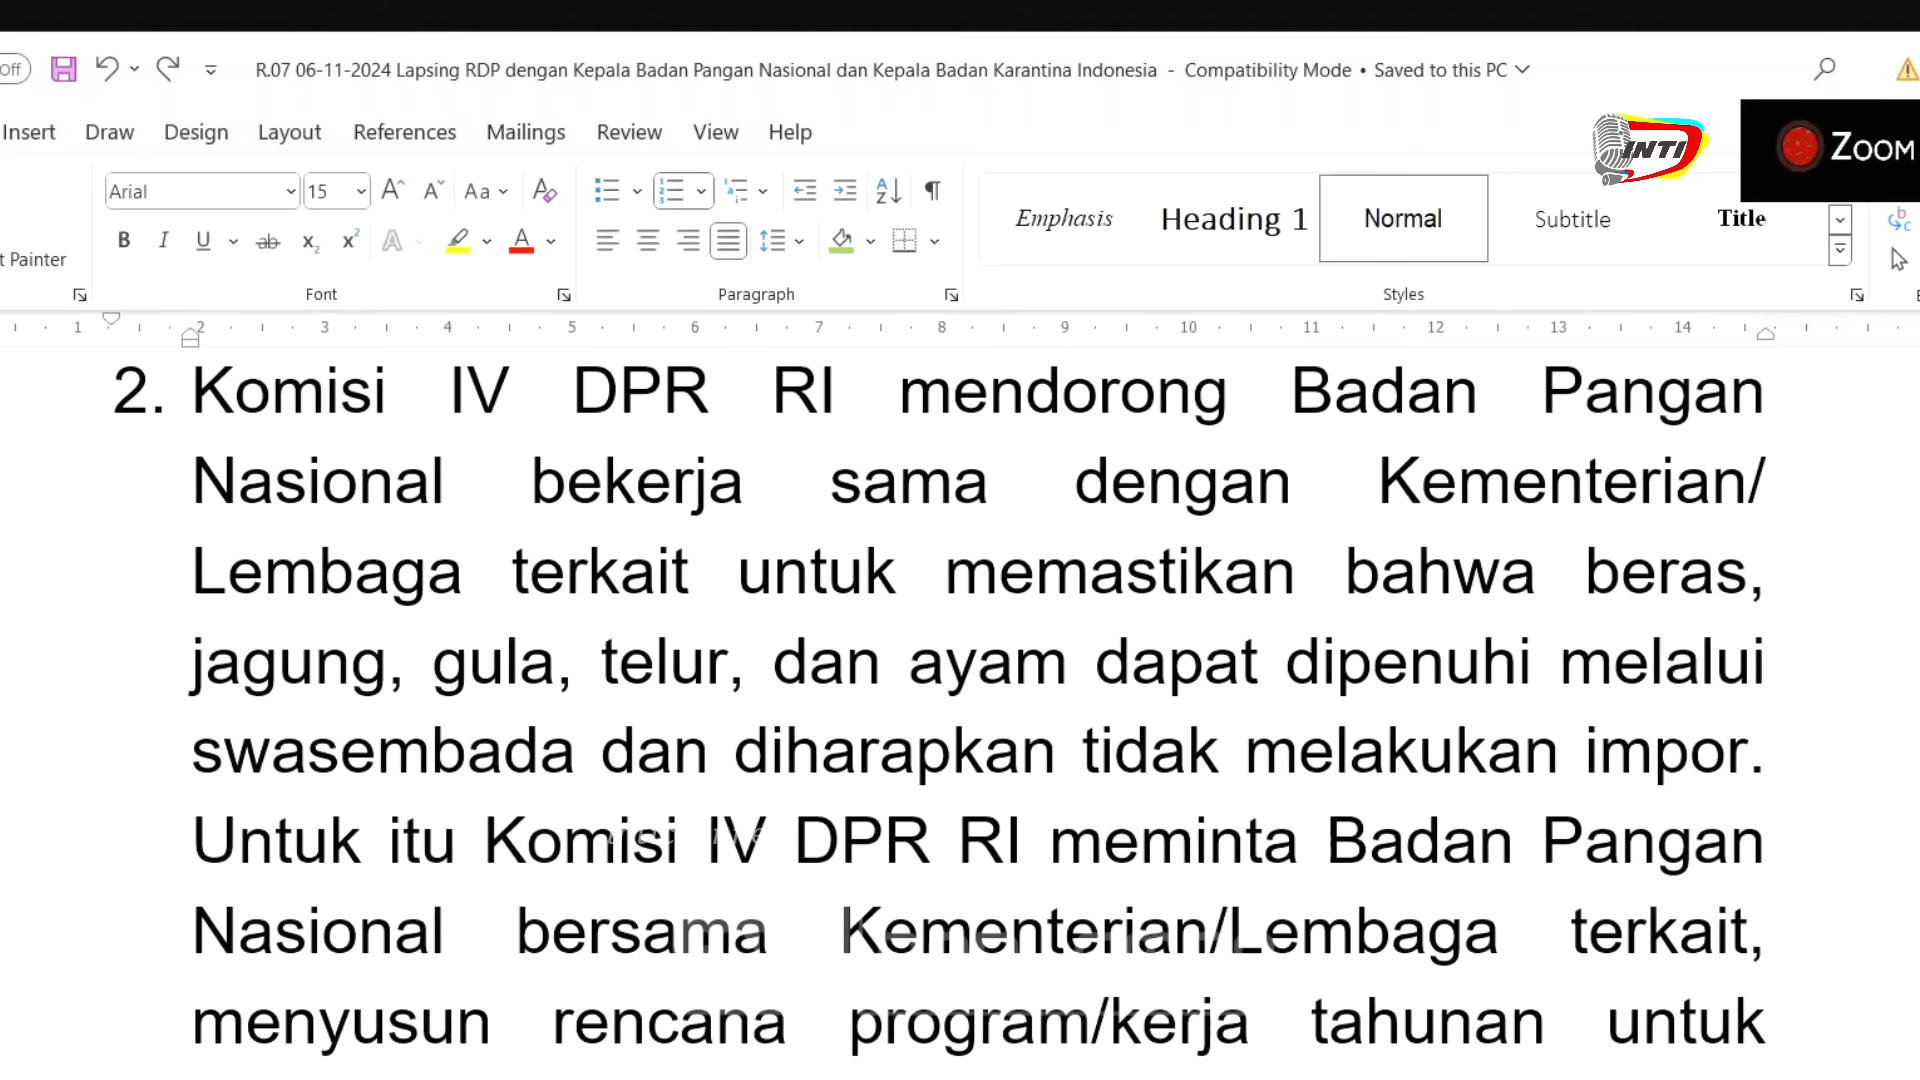 Off
R.07 06-11-2024 Lapsing RDP dengan Kepala Badan Pangan Nasional dan Kepala Badan Karantina Indonesia - Compatibility Mode • Saved to this PC
Insert Draw Design Layout References Mailings Review View Help
INTI
ZOOM
Arial 15 Aa
Emphasis Heading 1 Normal Subtitle Title
t Painter
Font Paragraph Styles
1 2 3 4 5 6 7 8 9 10 11 12 13 14
2. Komisi IV DPR RI mendorong Badan Pangan
Nasional bekerja sama dengan Kementerian/
Lembaga terkait untuk memastikan bahwa beras,
jagung, gula, telur, dan ayam dapat dipenuhi melalui
swasembada dan diharapkan tidak melakukan impor.
Untuk itu Komisi IV DPR RI meminta Badan Pangan
Nasional bersama Kementerian/Lembaga terkait,
menyusun rencana program/kerja tahunan untuk